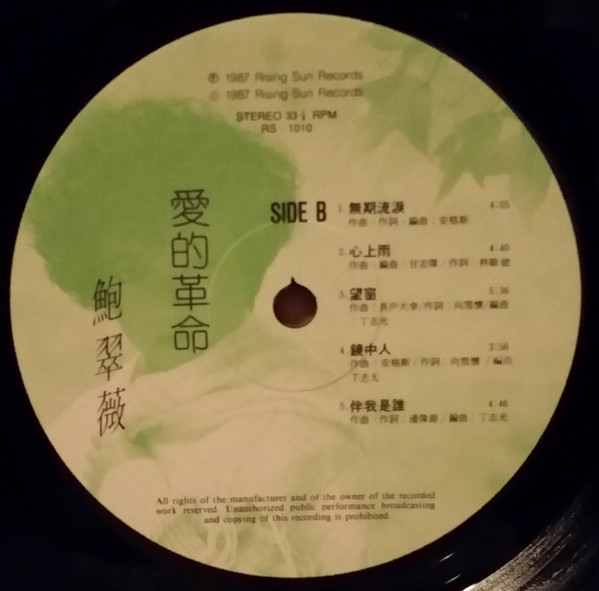 ℗ 1987 Rising Sun Records
© 1987 Rising Sun Records
STEREO 33 1/3 RPM
RS - 1010
愛的革命
鮑翠薇
SIDE B
1. 無期流淚 4:05
作曲・作詞・編曲：安格斯
2. 心上雨 4:40
作曲・編曲：甘志偉 / 作詞：林敏健
3. 望窗 5:36
作曲：長戶大幸/作詞：向雪懷/編曲
：丁志光
4. 鏡中人 3:56
作曲：安格斯 / 作詞：向雪懷 / 編曲
丁志光
5. 伴我是誰 4:46
作曲・作詞：潘偉源 / 編曲：丁志光
All rights of the manufacturer and of the owner of the recorded
work reserved. Unauthorized public performance broadcasting
and copying of this recording is prohibited.